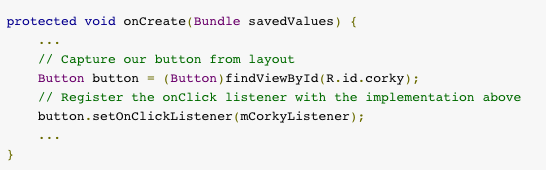 protected void onCreate(Bundle savedValues) {
    ...
    // Capture our button from layout
    Button button = (Button)findViewById(R.id.corky);
    // Register the onClick listener with the implementation above
    button.setOnClickListener(mCorkyListener);
    ...
}